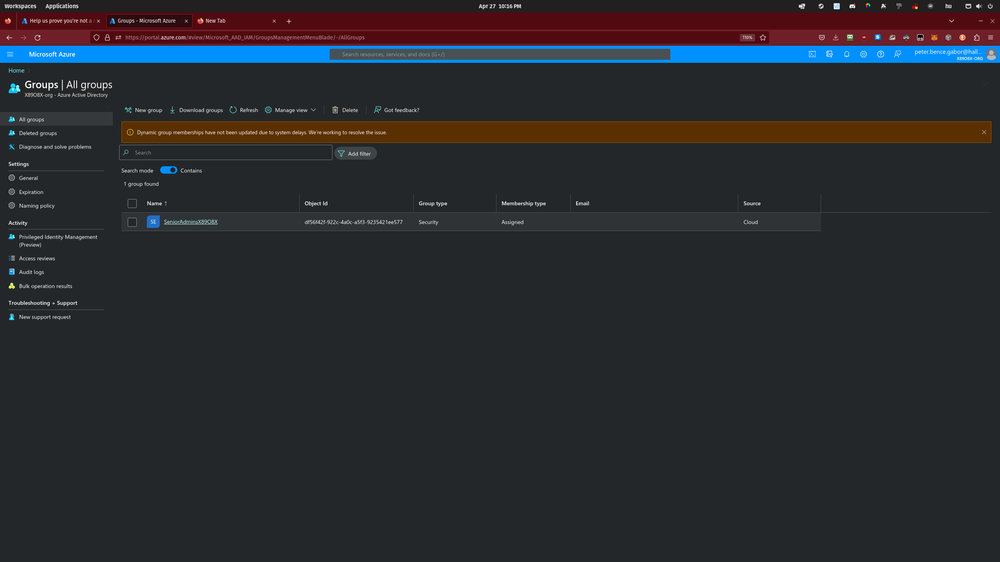 Workspaces Applications Apr 27 10:16 PM hu
Help us prove you're not a r Groups - Microsoft Azure New Tab
https://portal.azure.com/#view/Microsoft_AAD_IAM/GroupsManagementMenuBlade/~/AllGroups 110%
Microsoft Azure Search resources, services, and docs (G+/) peter.bence.gabor@hall...
X89O8X-ORG
Home
Groups | All groups
X89O8X-org - Azure Active Directory
New group Download groups Refresh Manage view Delete Got feedback?
All groups
Deleted groups
Diagnose and solve problems
Settings
General
Expiration
Naming policy
Activity
Privileged Identity Management
(Preview)
Access reviews
Audit logs
Bulk operation results
Troubleshooting + Support
New support request
Dynamic group memberships have not been updated due to system delays. We're working to resolve the issue.
Search Add filter
Search mode Contains
1 group found
Name ↑ Object Id Group type Membership type Email Source
SE SeniorAdminsX89O8X df56f42f-922c-4a0c-a5f3-9235421ee577 Security Assigned Cloud